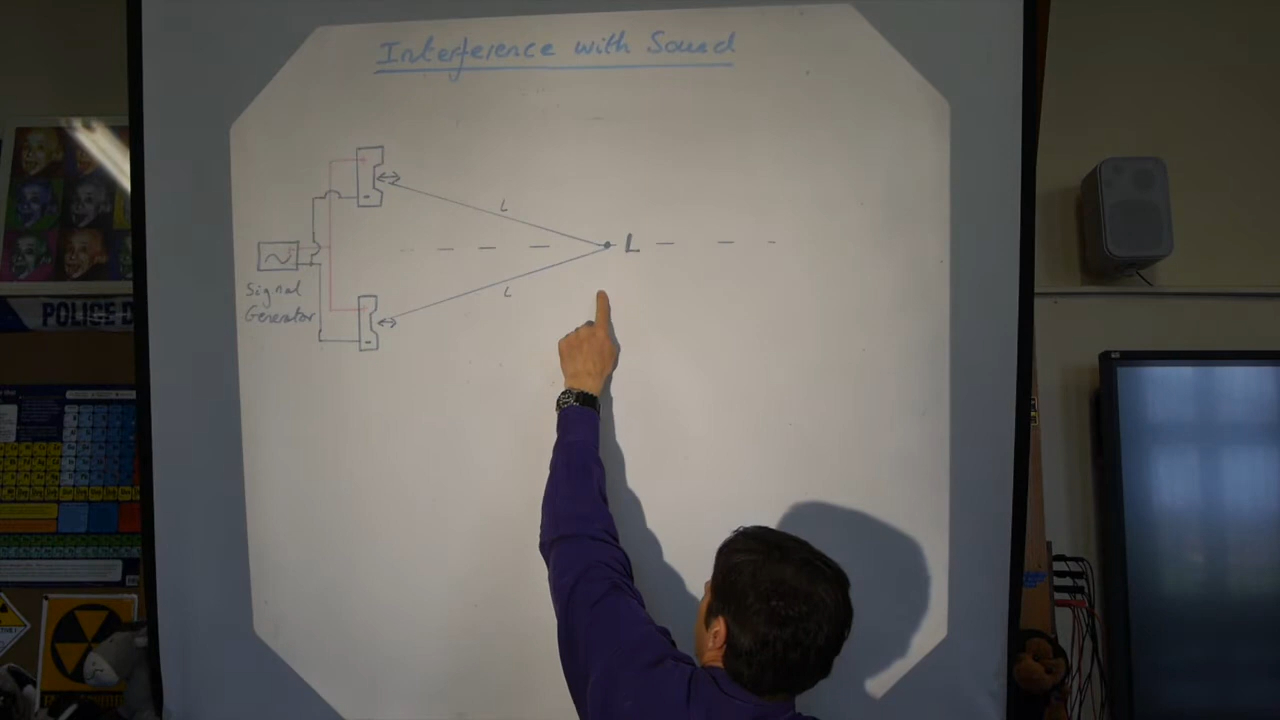 Interference with Sound
L
L
L
Signal
Generator
POLICE D